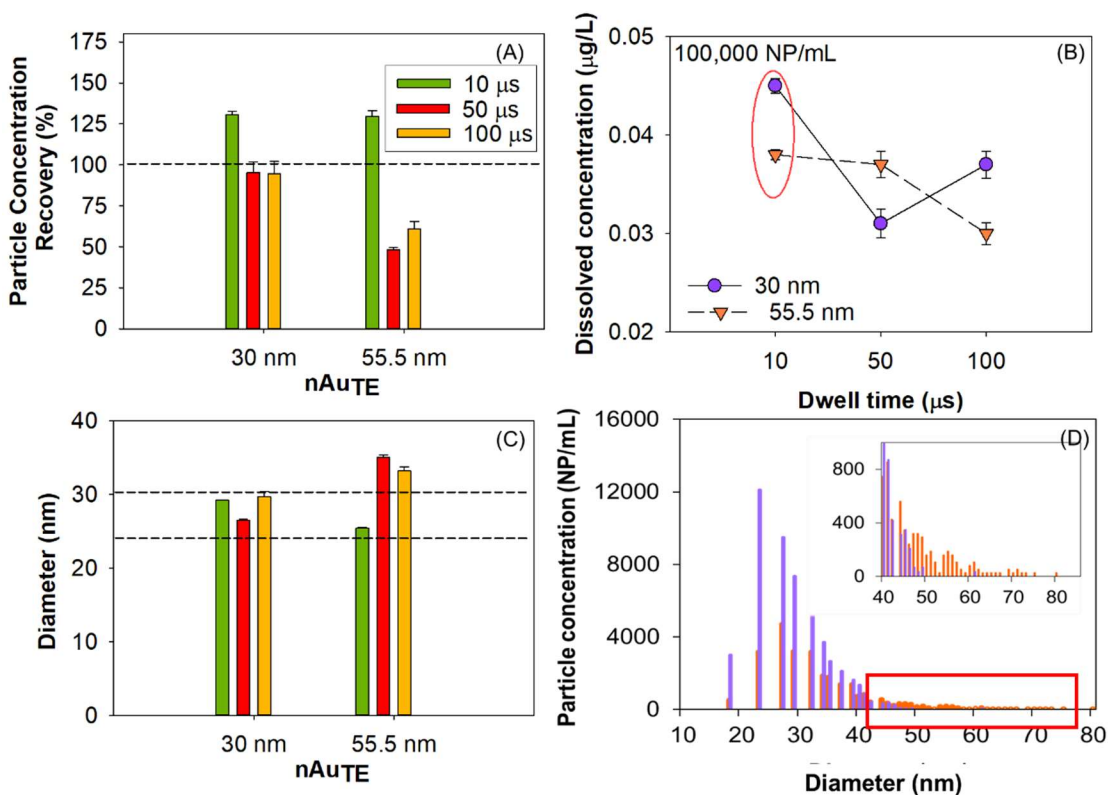 (A)
175
150
125
100
75
50
25
0
Particle Concentration
Recovery (%)
10 μs
50 μs
100 μs
30 nm
55.5 nm
nAuTE
(B)
100,000 NP/mL
0.05
0.04
0.03
0.02
Dissolved concentration (μg/L)
30 nm
55.5 nm
10
50
100
Dwell time (μs)
(C)
40
30
20
10
0
Diameter (nm)
30 nm
55.5 nm
nAuTE
(D)
16000
12000
8000
4000
0
Particle concentration (NP/mL)
800
400
0
40
50
60
70
80
10
20
30
40
50
60
70
80
Diameter (nm)